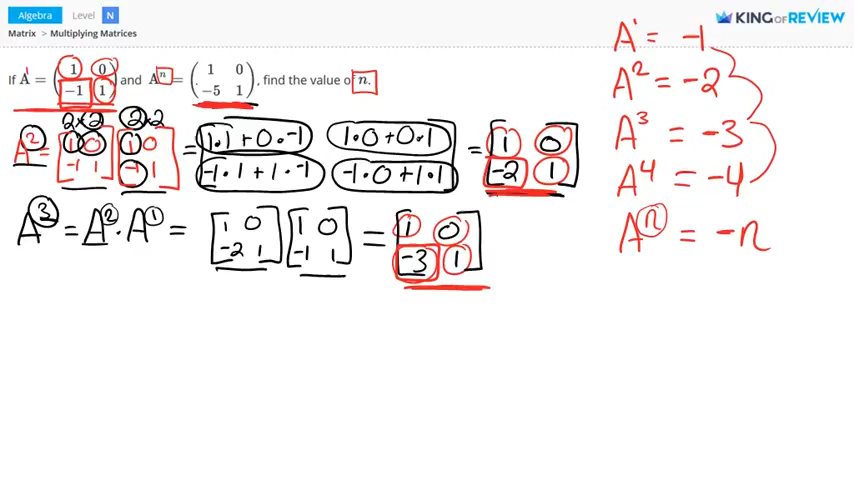 Algebra Level N
KING OF REVIEW
Matrix > Multiplying Matrices
If A¹ = ( 1 0 -1 1 ) and Aⁿ = ( 1 0 -5 1 ), find the value of n.
2×2 2×2
A² = [ 1 0 -1 1 ] [ 1 0 -1 1 ] = [ 1·1 + 0·-1 1·0 + 0·1 -1·1 + 1·-1 -1·0 + 1·1 ] = [ 1 0 -2 1 ]
A³ = A²·A¹ = [ 1 0 -2 1 ] [ 1 0 -1 1 ] = [ 1 0 -3 1 ]
A¹ = -1
A² = -2
A³ = -3
A⁴ = -4
Aⁿ = -n